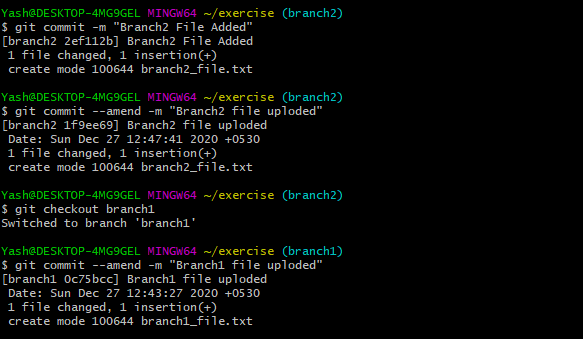 Yash@DESKTOP-4MG9GEL MINGW64 ~/exercise (branch2)
$ git commit -m "Branch2 File Added"
[branch2 2ef112b] Branch2 File Added
 1 file changed, 1 insertion(+)
 create mode 100644 branch2_file.txt

Yash@DESKTOP-4MG9GEL MINGW64 ~/exercise (branch2)
$ git commit --amend -m "Branch2 file uploded"
[branch2 1f9ee69] Branch2 file uploded
 Date: Sun Dec 27 12:47:41 2020 +0530
 1 file changed, 1 insertion(+)
 create mode 100644 branch2_file.txt

Yash@DESKTOP-4MG9GEL MINGW64 ~/exercise (branch2)
$ git checkout branch1
Switched to branch 'branch1'

Yash@DESKTOP-4MG9GEL MINGW64 ~/exercise (branch1)
$ git commit --amend -m "Branch1 file uploded"
[branch1 0c75bcc] Branch1 file uploded
 Date: Sun Dec 27 12:43:27 2020 +0530
 1 file changed, 1 insertion(+)
 create mode 100644 branch1_file.txt